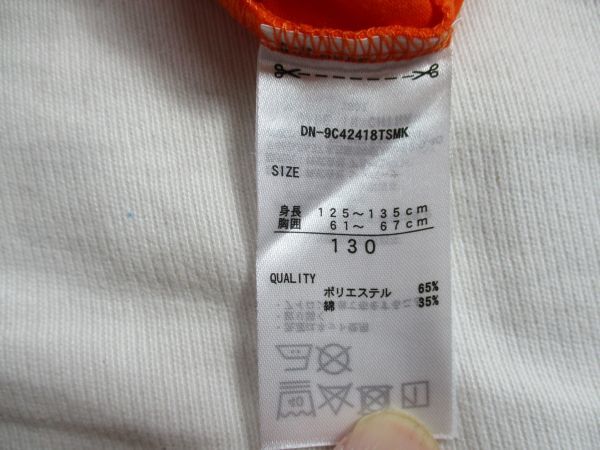 DN-9C42418TSMK
SIZE
身長 125～135cm
胸囲 61～ 67cm
130
QUALITY
ポリエステル 65%
綿 35%
40